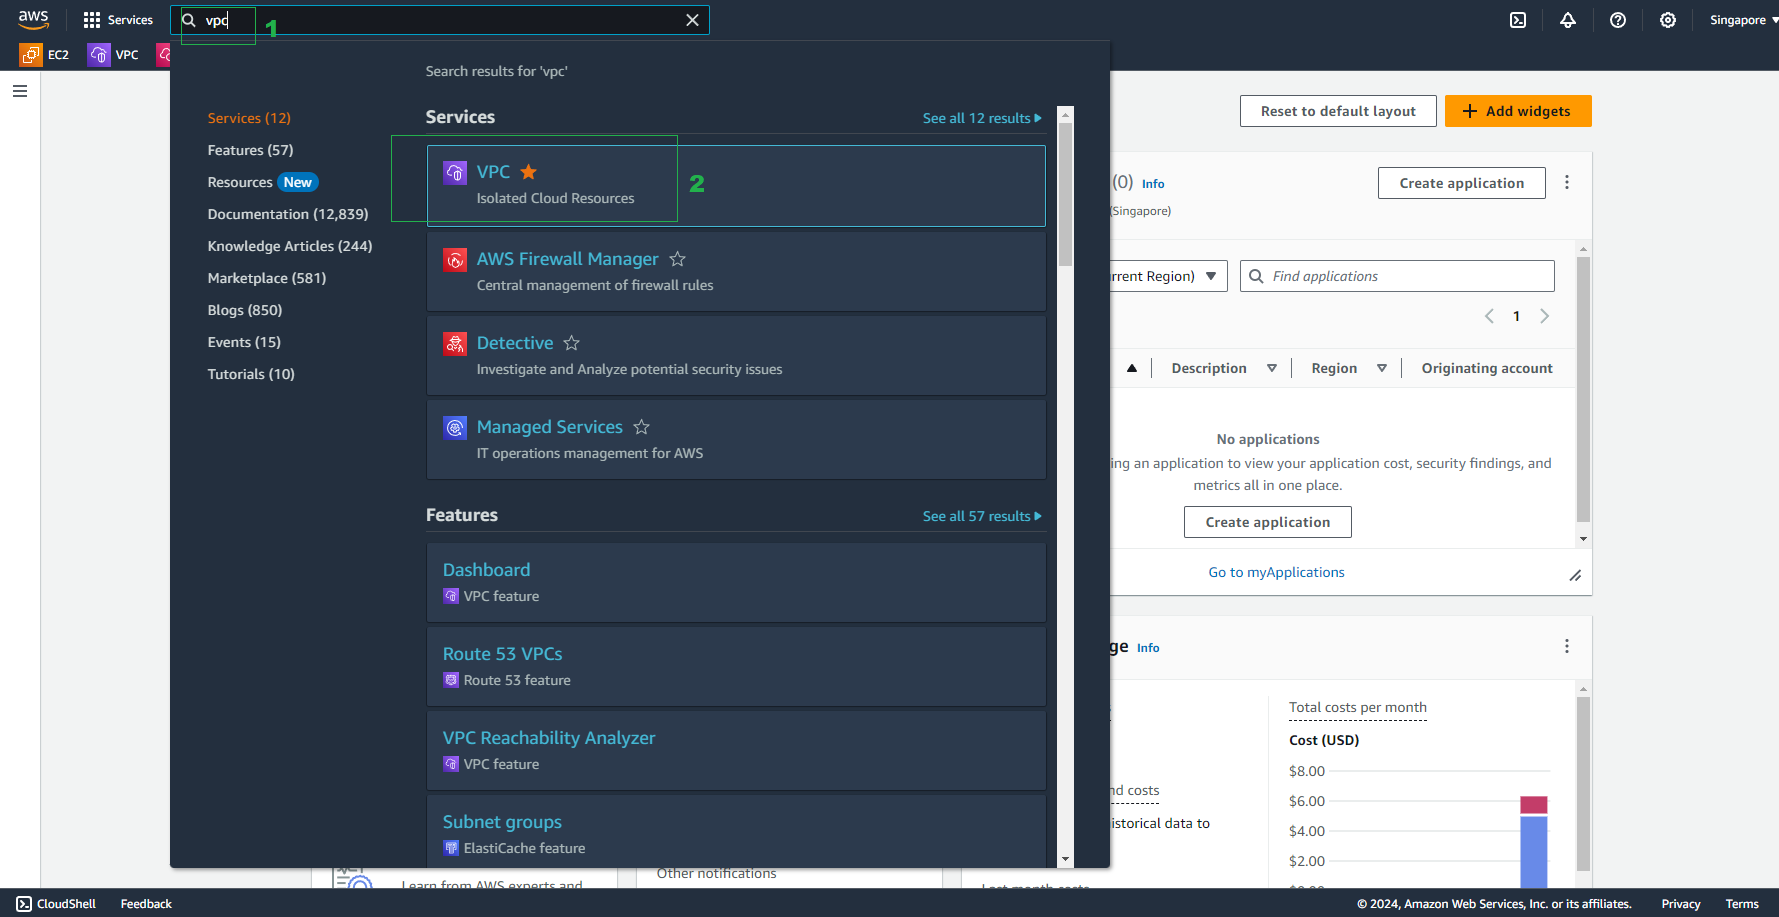 aws
Services
vpc
1
Singapore
EC2
VPC
Search results for 'vpc'
Services (12)
Features (57)
Resources New
Documentation (12,839)
Knowledge Articles (244)
Marketplace (581)
Blogs (850)
Events (15)
Tutorials (10)
Services
See all 12 results
VPC
Isolated Cloud Resources
2
AWS Firewall Manager
Central management of firewall rules
Detective
Investigate and Analyze potential security issues
Managed Services
IT operations management for AWS
Features
See all 57 results
Dashboard
VPC feature
Route 53 VPCs
Route 53 feature
VPC Reachability Analyzer
VPC feature
Subnet groups
ElastiCache feature
Reset to default layout
Add widgets
(0) Info
(Singapore)
Create application
rrent Region)
Find applications
1
Description
Region
Originating account
No applications
ing an application to view your application cost, security findings, and
metrics all in one place.
Create application
Go to myApplications
ge Info
nd costs
istorical data to
Total costs per month
Cost (USD)
$8.00
$6.00
$4.00
$2.00
Learn from AWS experts and
Other notifications
Last month costs
CloudShell
Feedback
© 2024, Amazon Web Services, Inc. or its affiliates.
Privacy
Terms